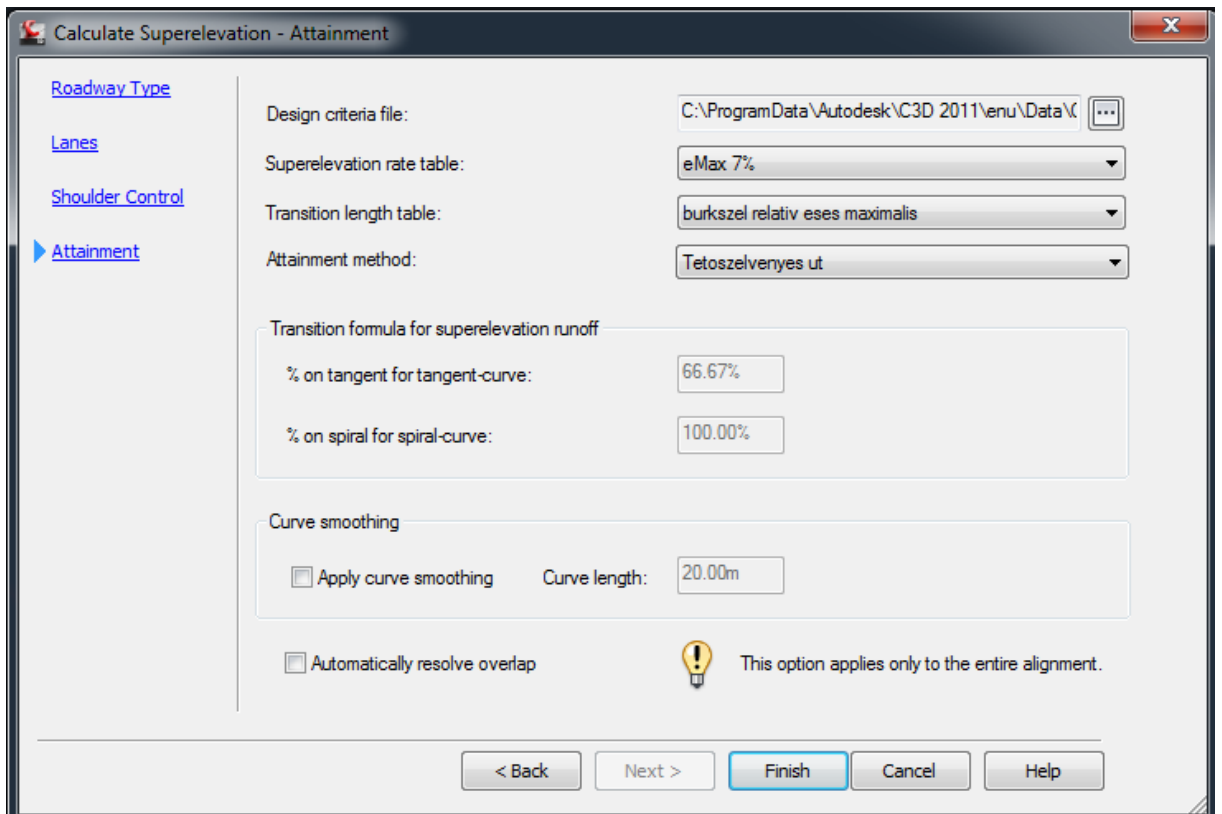 Calculate Superelevation - Attainment
Roadway Type
Lanes
Shoulder Control
Attainment
Design criteria file:
C:\ProgramData\Autodesk\C3D 2011\enu\Data\(
...
Superelevation rate table:
eMax 7%
Transition length table:
burkszel relativ eses maximalis
Attainment method:
Tetoszelvenyes ut
Transition formula for superelevation runoff
% on tangent for tangent-curve:
66.67%
% on spiral for spiral-curve:
100.00%
Curve smoothing
Apply curve smoothing
Curve length:
20.00m
Automatically resolve overlap
This option applies only to the entire alignment.
< Back
Next >
Finish
Cancel
Help